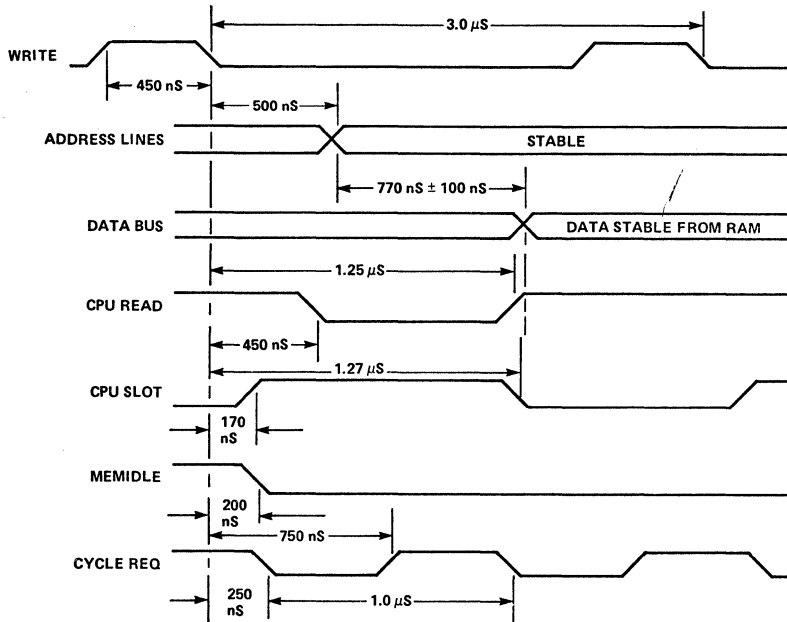 3.0 μS
WRITE
450 nS
500 nS
ADDRESS LINES
STABLE
770 nS ± 100 nS
DATA BUS
DATA STABLE FROM RAM
1.25 μS
CPU READ
450 nS
1.27 μS
CPU SLOT
170
nS
MEMIDLE
200
nS
750 nS
CYCLE REQ
250
nS
1.0 μS